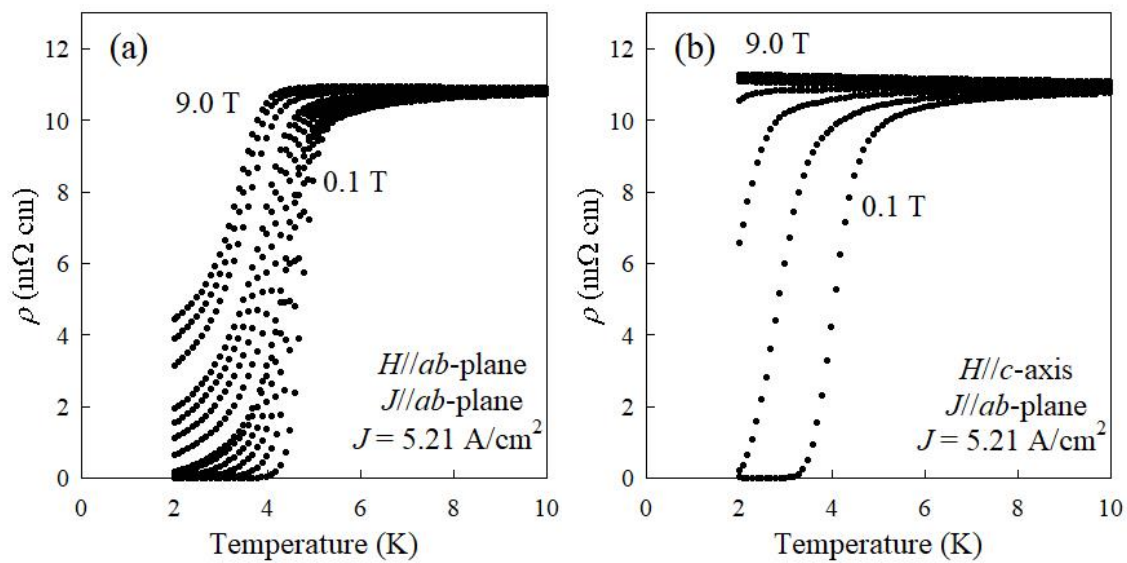 (a)
9.0 T
0.1 T
H//ab-plane
J//ab-plane
J = 5.21 A/cm²
ρ (mΩ cm)
12
10
8
6
4
2
0
0 2 4 6 8 10
Temperature (K)
(b)
9.0 T
0.1 T
H//c-axis
J//ab-plane
J = 5.21 A/cm²
ρ (mΩ cm)
12
10
8
6
4
2
0
0 2 4 6 8 10
Temperature (K)